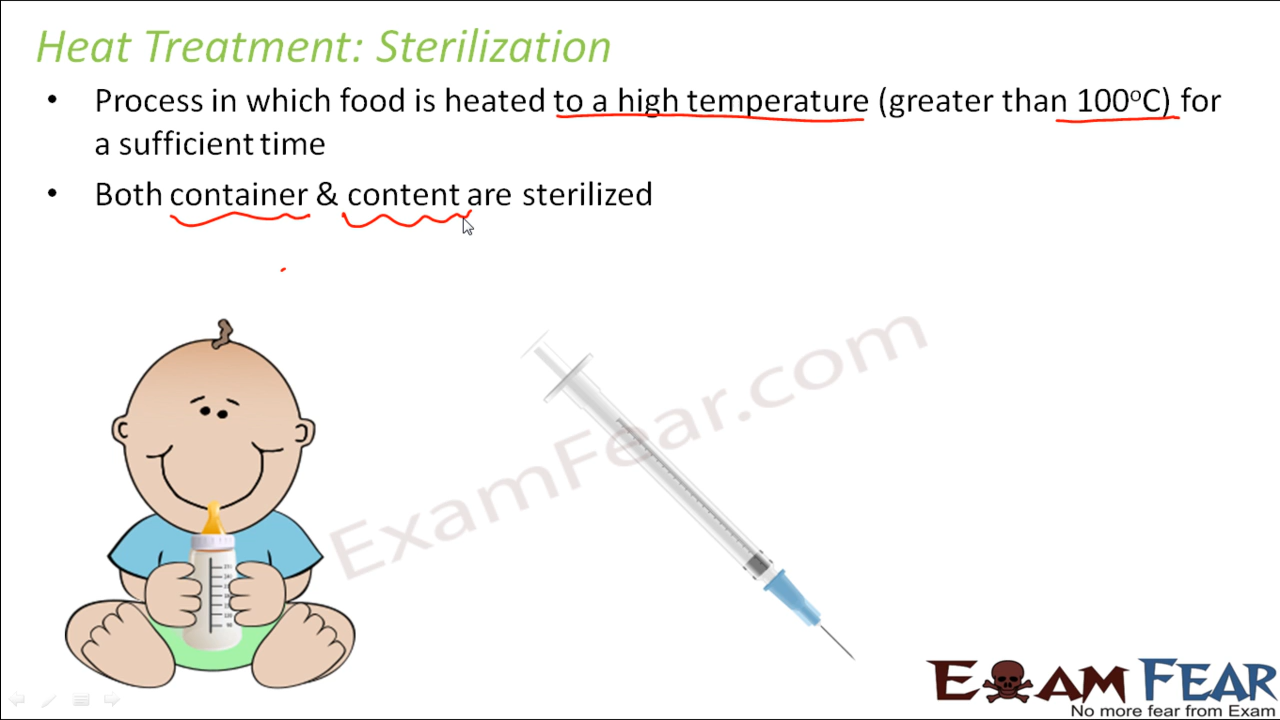 Heat Treatment: Sterilization
• Process in which food is heated to a high temperature (greater than 100°C) for
a sufficient time
• Both container & content are sterilized
ExamFear.com
EXAM FEAR
No more fear from Exam